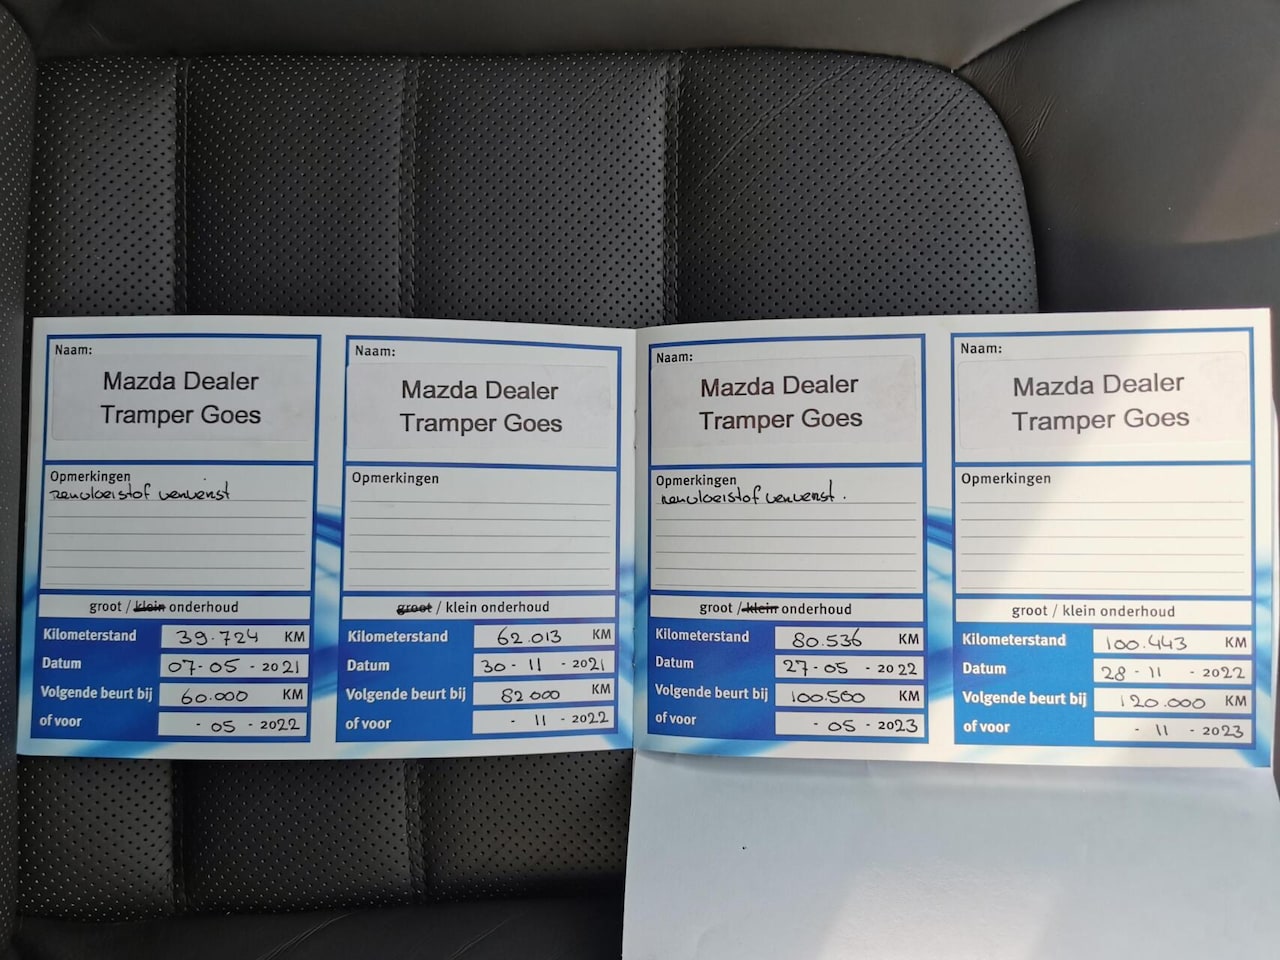 Naam:
Mazda Dealer
Tramper Goes
Opmerkingen
remvloeistof ververst
groot / klein onderhoud
Kilometerstand 39.724 KM
Datum 07-05-2021
Volgende beurt bij 60.000 KM
of voor - 05 - 2022
Naam:
Mazda Dealer
Tramper Goes
Opmerkingen
groot / klein onderhoud
Kilometerstand 62.013 KM
Datum 30-11-2021
Volgende beurt bij 82000 KM
of voor - 11 - 2022
Naam:
Mazda Dealer
Tramper Goes
Opmerkingen
remvloeistof ververst.
groot / klein onderhoud
Kilometerstand 80.536 KM
Datum 27-05-2022
Volgende beurt bij 100.500 KM
of voor - 05 - 2023
Naam:
Mazda Dealer
Tramper Goes
Opmerkingen
groot / klein onderhoud
Kilometerstand 100.443 KM
Datum 28-11-2022
Volgende beurt bij 120.000 KM
of voor - 11 - 2023